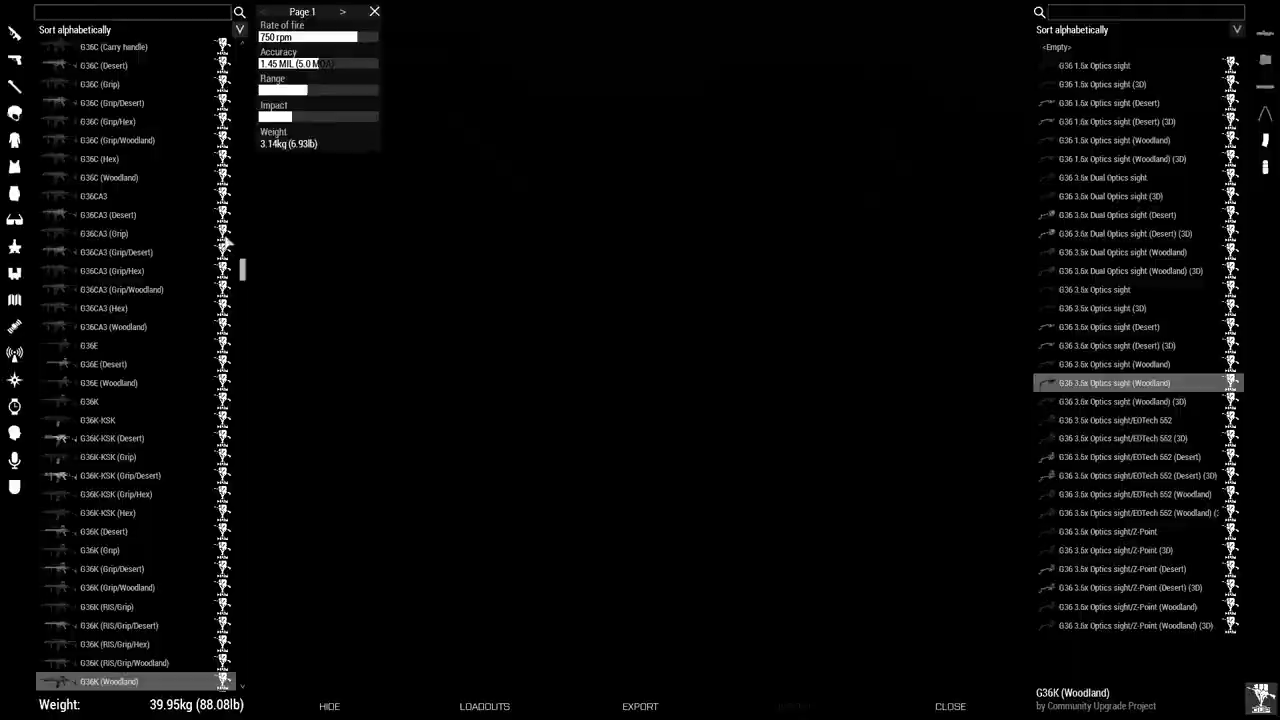 Sort alphabetically
G36C (Carry handle)
G36C (Desert)
G36C (Grip)
G36C (Grip/Desert)
G36C (Grip/Hex)
G36C (Grip/Woodland)
G36C (Hex)
G36C (Woodland)
G36CA3
G36CA3 (Desert)
G36CA3 (Grip)
G36CA3 (Grip/Desert)
G36CA3 (Grip/Hex)
G36CA3 (Grip/Woodland)
G36CA3 (Hex)
G36CA3 (Woodland)
G36E
G36E (Desert)
G36E (Woodland)
G36K
G36K-KSK
G36K-KSK (Desert)
G36K-KSK (Grip)
G36K-KSK (Grip/Desert)
G36K-KSK (Grip/Hex)
G36K-KSK (Hex)
G36K (Desert)
G36K (Grip)
G36K (Grip/Desert)
G36K (Grip/Woodland)
G36K (RIS/Grip)
G36K (RIS/Grip/Desert)
G36K (RIS/Grip/Hex)
G36K (RIS/Grip/Woodland)
G36K (Woodland)
Weight: 39.95kg (88.08lb)
< Page 1 >
Rate of fire
750 rpm
Accuracy
1.45 MIL (5.0 MOA)
Range
Impact
Weight
3.14kg (6.93lb)
HIDE
LOADOUTS
EXPORT
CLOSE
Sort alphabetically
<Empty>
G36 1.5x Optics sight
G36 1.5x Optics sight (3D)
G36 1.5x Optics sight (Desert)
G36 1.5x Optics sight (Desert) (3D)
G36 1.5x Optics sight (Woodland)
G36 1.5x Optics sight (Woodland) (3D)
G36 3.5x Dual Optics sight
G36 3.5x Dual Optics sight (3D)
G36 3.5x Dual Optics sight (Desert)
G36 3.5x Dual Optics sight (Desert) (3D)
G36 3.5x Dual Optics sight (Woodland)
G36 3.5x Dual Optics sight (Woodland) (3D)
G36 3.5x Optics sight
G36 3.5x Optics sight (3D)
G36 3.5x Optics sight (Desert)
G36 3.5x Optics sight (Desert) (3D)
G36 3.5x Optics sight (Woodland)
G36 3.5x Optics sight (Woodland)
G36 3.5x Optics sight (Woodland) (3D)
G36 3.5x Optics sight/EOTech 552
G36 3.5x Optics sight/EOTech 552 (3D)
G36 3.5x Optics sight/EOTech 552 (Desert)
G36 3.5x Optics sight/EOTech 552 (Desert) (3D)
G36 3.5x Optics sight/EOTech 552 (Woodland)
G36 3.5x Optics sight/EOTech 552 (Woodland) (:
G36 3.5x Optics sight/Z-Point
G36 3.5x Optics sight/Z-Point (3D)
G36 3.5x Optics sight/Z-Point (Desert)
G36 3.5x Optics sight/Z-Point (Desert) (3D)
G36 3.5x Optics sight/Z-Point (Woodland)
G36 3.5x Optics sight/Z-Point (Woodland) (3D)
G36K (Woodland)
by Community Upgrade Project